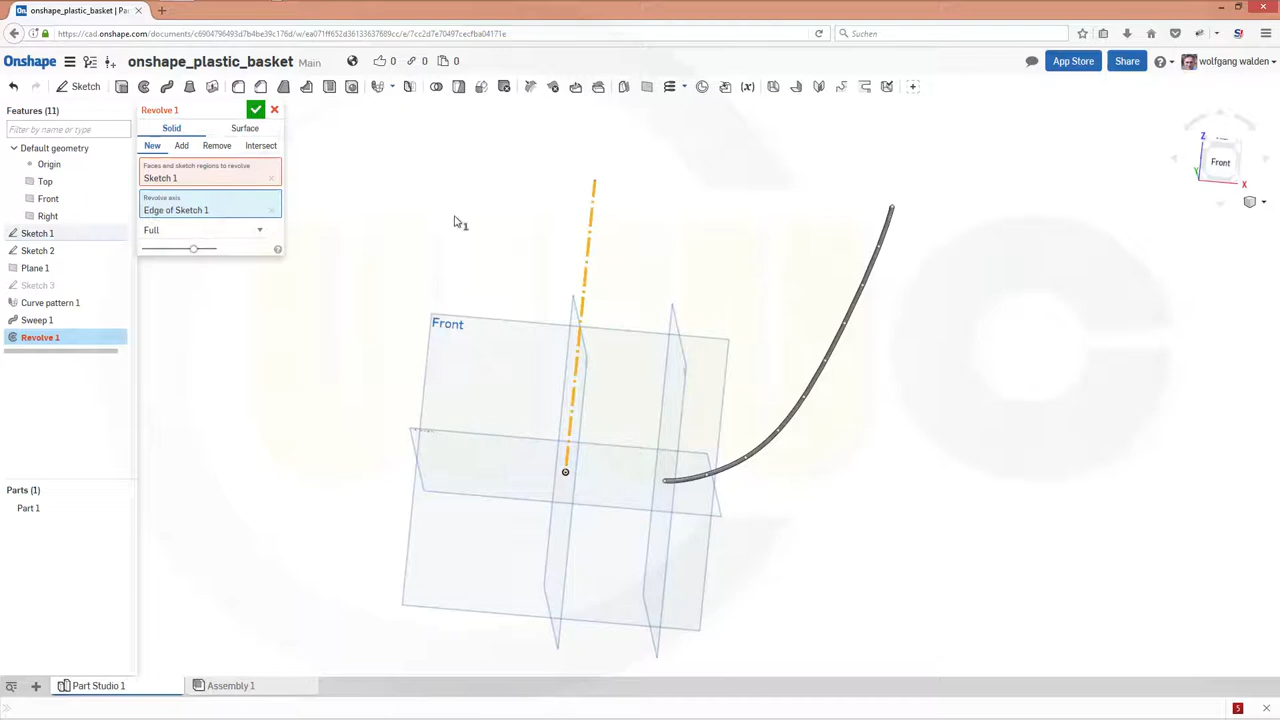 onshape_plastic_basket | Par
https://cad.onshape.com/documents/c6904796493d7b4be39c176d/w/ea071ff652d36133638cc72f/e/7cc2d7e70497cecfba04171e
Suchen
Onshape
onshape_plastic_basket Main
0
0
0
App Store
Share
wolfgang walden
Sketch
Features (11)
Filter by name or type
Default geometry
Origin
Top
Front
Right
Sketch 1
Sketch 2
Plane 1
Sketch 3
Curve pattern 1
Sweep 1
Revolve 1
Parts (1)
Part 1
Revolve 1
Solid
Surface
New
Add
Remove
Intersect
Faces and sketch regions to revolve
Sketch 1
Revolve axis
Edge of Sketch 1
Full
Front
Z
Y
X
Front
Part Studio 1
Assembly 1
5